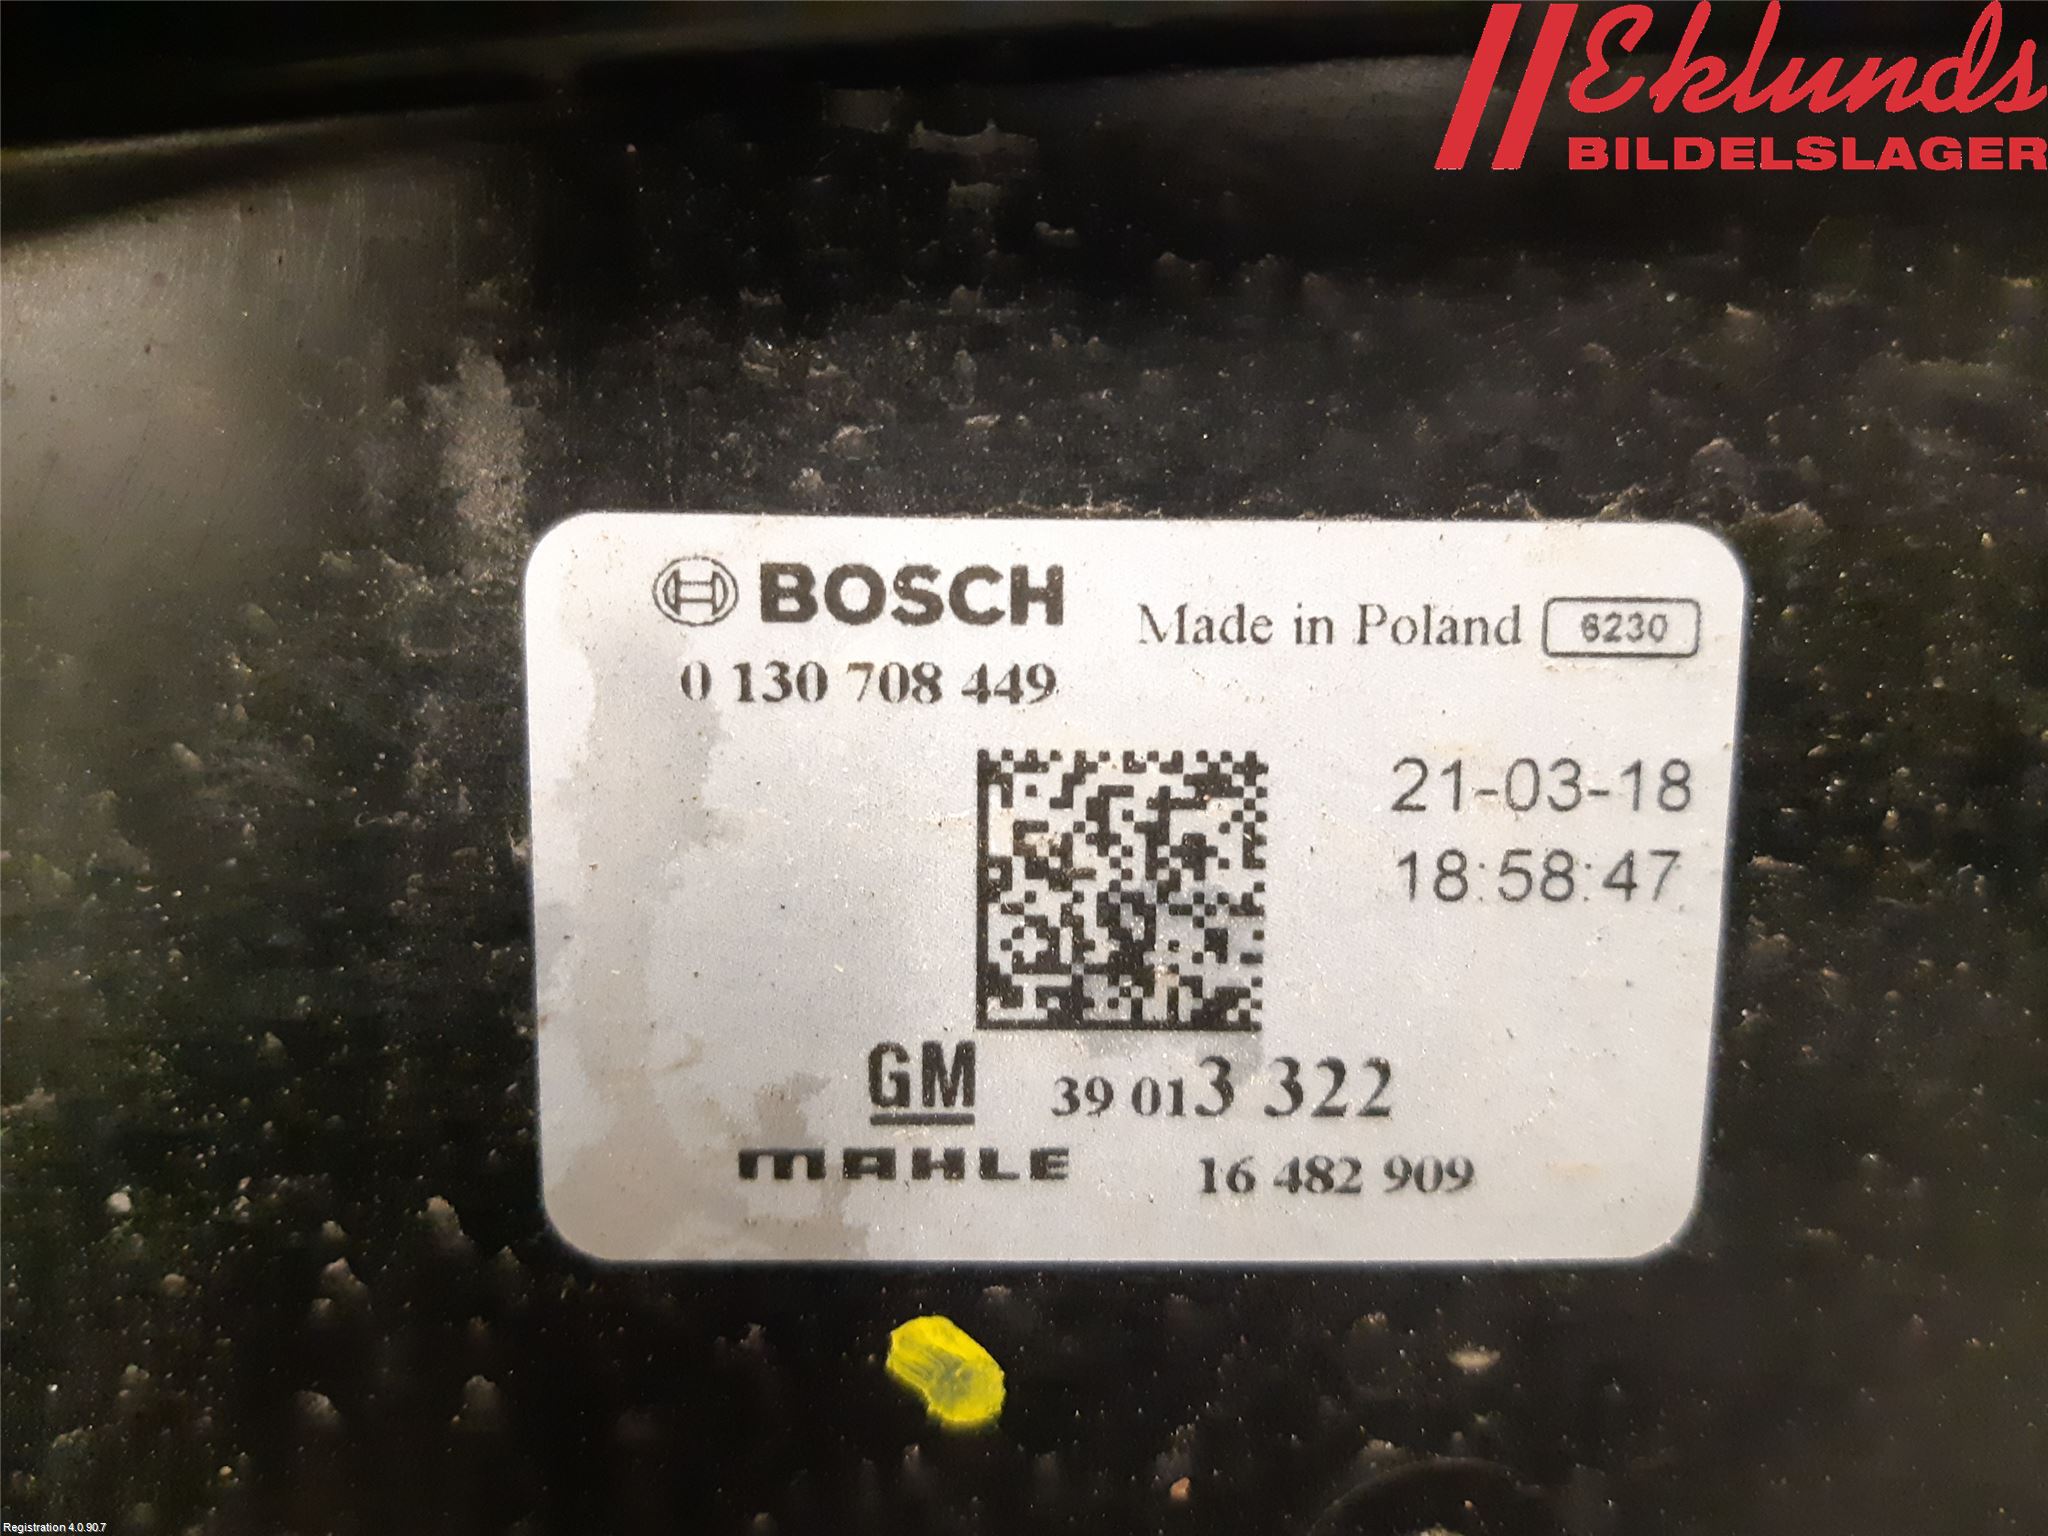 Eklunds
BILDELSLAGER
BOSCH
Made in Poland 6230
0 130 708 449
21-03-18
18:58:47
GM 39 013 322
MAHLE 16 482 909
Registration 4.0.90.7